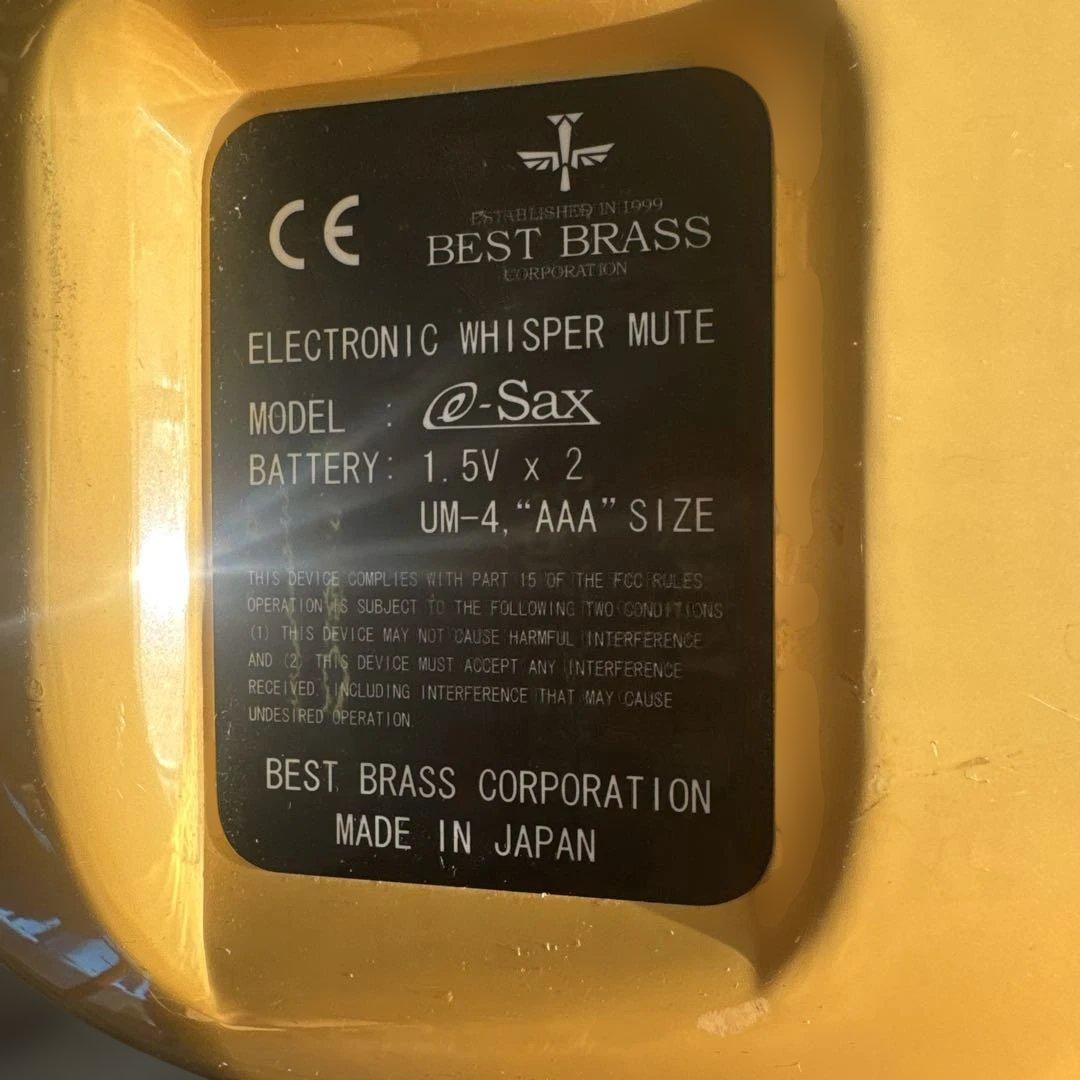 CE
ESTABLISHED IN 1999
BEST BRASS
CORPORATION
ELECTRONIC WHISPER MUTE
MODEL : e-Sax
BATTERY: 1.5V x 2
UM-4, "AAA" SIZE
THIS DEVICE COMPLIES WITH PART 15 OF THE FCC RULES
OPERATION IS SUBJECT TO THE FOLLOWING TWO CONDITIONS
(1) THIS DEVICE MAY NOT CAUSE HARMFUL INTERFERENCE
AND (2) THIS DEVICE MUST ACCEPT ANY INTERFERENCE
RECEIVED, INCLUDING INTERFERENCE THAT MAY CAUSE
UNDESIRED OPERATION.
BEST BRASS CORPORATION
MADE IN JAPAN